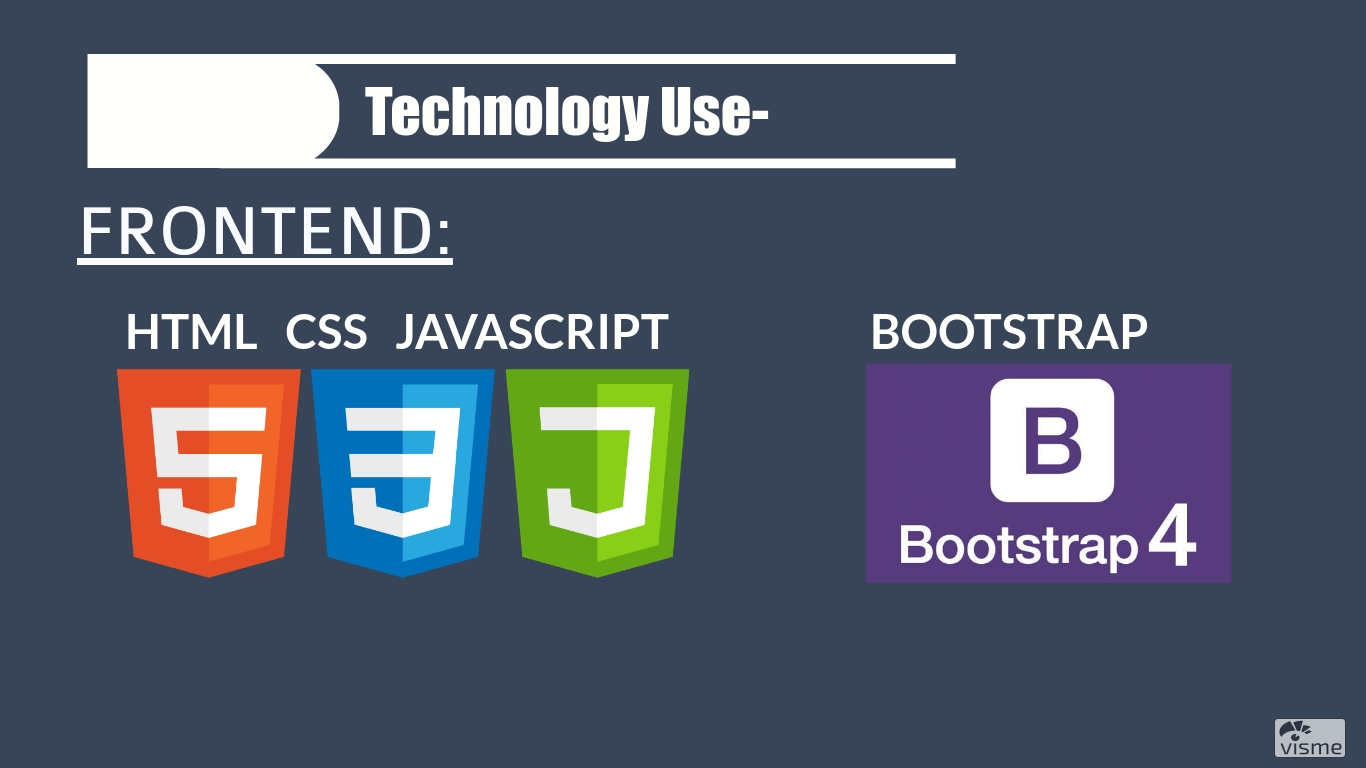 Technology Use-
FRONTEND:
HTML CSS JAVASCRIPT BOOTSTRAP
B
Bootstrap 4
visme